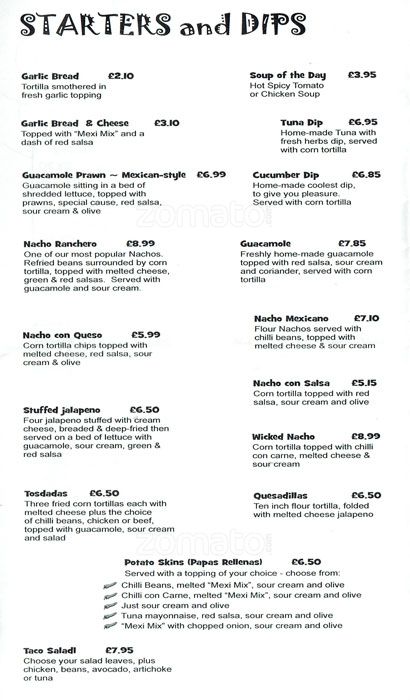 STARTERS and DIPS
Garlic Bread £2.10
Tortilla smothered in
fresh garlic topping
Garlic Bread & Cheese £3.10
Topped with "Mexi Mix" and a
dash of red salsa
Guacamole Prawn ~ Mexican-style £6.99
Guacamole sitting in a bed of
shredded lettuce, topped with
prawns, special cause, red salsa,
sour cream & olive
Nacho Ranchero £8.99
One of our most popular Nachos.
Refried beans surrounded by corn
tortilla, topped with melted cheese,
green & red salsas. Served with
guacamole and sour cream.
Nacho con Queso £5.99
Corn tortilla chips topped with
melted cheese, red salsa, sour
cream & olive
Stuffed jalapeno £6.50
Four jalapeno stuffed with cream
cheese, breaded & deep-fried then
served on a bed of lettuce with
guacamole, sour cream, green &
red salsa
Tosdadas £6.50
Three fried corn tortillas each with
melted cheese plus the choice
of chilli beans, chicken or beef,
topped with guacamole, sour cream
and salad
Soup of the Day £3.95
Hot Spicy Tomato
or Chicken Soup
Tuna Dip £6.95
Home-made Tuna with
fresh herbs dip, served
with corn tortilla
Cucumber Dip £6.85
Home-made coolest dip,
to give you pleasure.
Served with corn tortilla
Guacamole £7.85
Freshly home-made guacamole
topped with red salsa, sour cream
and coriander, served with corn
tortilla
Nacho Mexicano £7.10
Flour Nachos served with
chilli beans, topped with
melted cheese & sour cream
Nacho con Salsa £5.15
Corn tortilla topped with red
salsa, sour cream and olive
Wicked Nacho £8.99
Corn tortilla topped with chilli
con carne, melted cheese &
sour cream
Quesadillas £6.50
Ten inch flour tortilla, folded
with melted cheese jalapeno
Potato Skins (Papas Rellenas) £6.50
Served with a topping of your choice - choose from:
Chilli Beans, melted "Mexi Mix", sour cream and olive
Chilli con Carne, melted "Mexi Mix", sour cream and olive
Just sour cream and olive
Tuna mayonnaise, red salsa, sour cream and olive
"Mexi Mix" with chopped onion, sour cream and olive
Taco Saladl £7.95
Choose your salad leaves, plus
chicken, beans, avocado, artichoke
or tuna
zomato
zomato